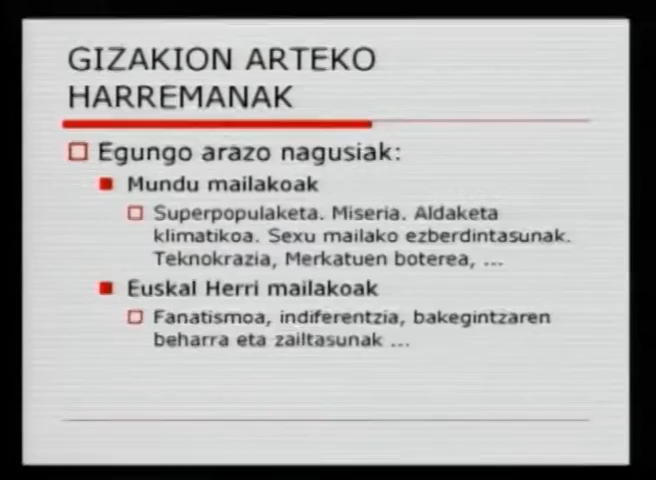 GIZAKION ARTEKO
HARREMANAK
Egungo arazo nagusiak:
Mundu mailakoak
Superpopulaketa. Miseria. Aldaketa
klimatikoa. Sexu mailako ezberdintasunak.
Teknokrazia, Merkatuen boterea, ...
Euskal Herri mailakoak
Fanatismoa, indiferentzia, bakegintzaren
beharra eta zailtasunak ...